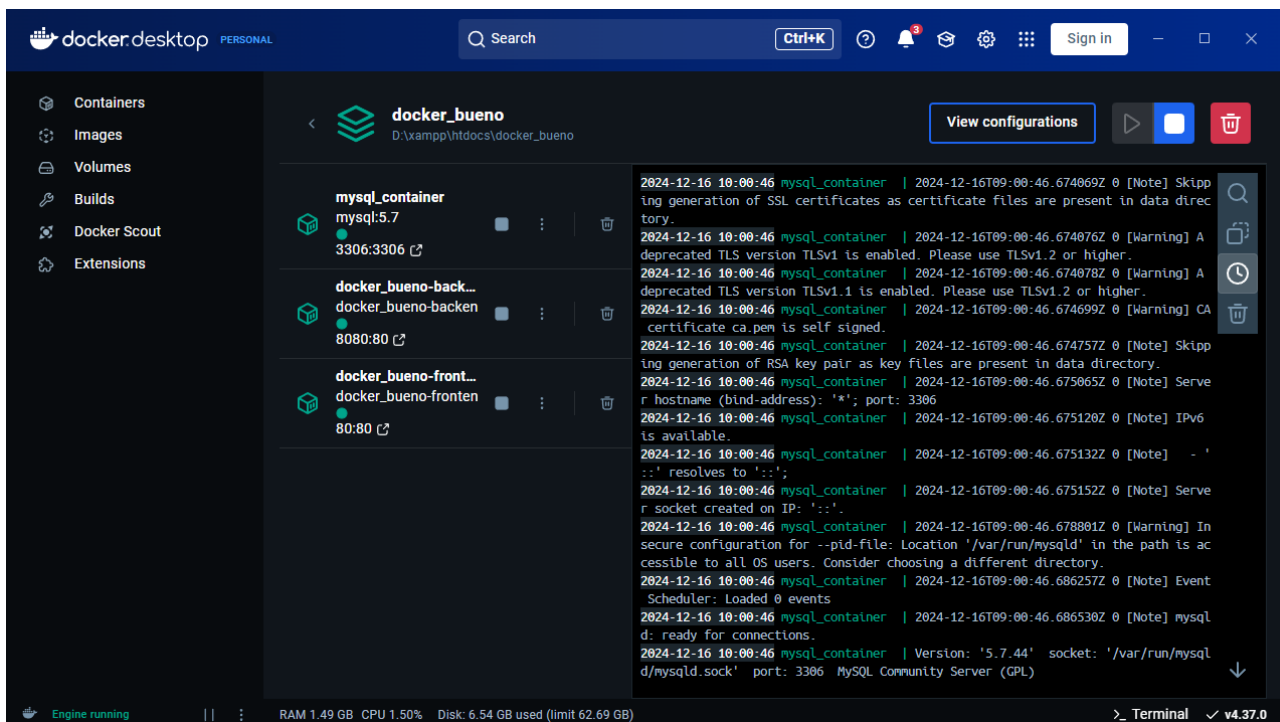 docker.desktop PERSONAL
Search
Ctrl+K
3
Sign in
Containers
Images
Volumes
Builds
Docker Scout
Extensions
docker_bueno
D:\xampp\htdocs\docker_bueno
View configurations
mysql_container
mysql:5.7
3306:3306
docker_bueno-back...
docker_bueno-backen
8080:80
docker_bueno-front...
docker_bueno-fronten
80:80
2024-12-16 10:00:46 mysql_container | 2024-12-16T09:00:46.674069Z 0 [Note] Skipp
ing generation of SSL certificates as certificate files are present in data direc
tory.
2024-12-16 10:00:46 mysql_container | 2024-12-16T09:00:46.674076Z 0 [Warning] A
deprecated TLS version TLSv1 is enabled. Please use TLSv1.2 or higher.
2024-12-16 10:00:46 mysql_container | 2024-12-16T09:00:46.674078Z 0 [Warning] A
deprecated TLS version TLSv1.1 is enabled. Please use TLSv1.2 or higher.
2024-12-16 10:00:46 mysql_container | 2024-12-16T09:00:46.674699Z 0 [Warning] CA
certificate ca.pem is self signed.
2024-12-16 10:00:46 mysql_container | 2024-12-16T09:00:46.674757Z 0 [Note] Skipp
ing generation of RSA key pair as key files are present in data directory.
2024-12-16 10:00:46 mysql_container | 2024-12-16T09:00:46.675065Z 0 [Note] Serve
r hostname (bind-address): '*'; port: 3306
2024-12-16 10:00:46 mysql_container | 2024-12-16T09:00:46.675120Z 0 [Note] IPv6
is available.
2024-12-16 10:00:46 mysql_container | 2024-12-16T09:00:46.675132Z 0 [Note]   - '
::' resolves to '::';
2024-12-16 10:00:46 mysql_container | 2024-12-16T09:00:46.675152Z 0 [Note] Serve
r socket created on IP: '::'.
2024-12-16 10:00:46 mysql_container | 2024-12-16T09:00:46.678801Z 0 [Warning] In
secure configuration for --pid-file: Location '/var/run/mysqld' in the path is ac
cessible to all OS users. Consider choosing a different directory.
2024-12-16 10:00:46 mysql_container | 2024-12-16T09:00:46.686257Z 0 [Note] Event
Scheduler: Loaded 0 events
2024-12-16 10:00:46 mysql_container | 2024-12-16T09:00:46.686530Z 0 [Note] mysql
d: ready for connections.
2024-12-16 10:00:46 mysql_container | Version: '5.7.44'  socket: '/var/run/mysql
d/mysqld.sock'  port: 3306  MySQL Community Server (GPL)
Engine running
RAM 1.49 GB CPU 1.50% Disk: 6.54 GB used (limit 62.69 GB)
>_ Terminal
v4.37.0